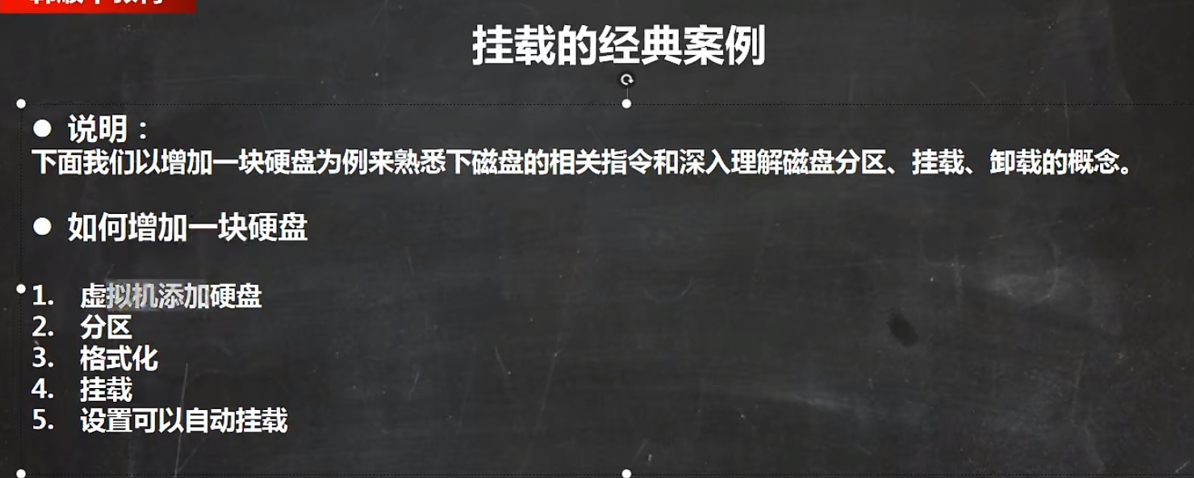 挂载的经典案例
● 说明：
下面我们以增加一块硬盘为例来熟悉下磁盘的相关指令和深入理解磁盘分区、挂载、卸载的概念。
● 如何增加一块硬盘
1. 虚拟机添加硬盘
2. 分区
3. 格式化
4. 挂载
5. 设置可以自动挂载